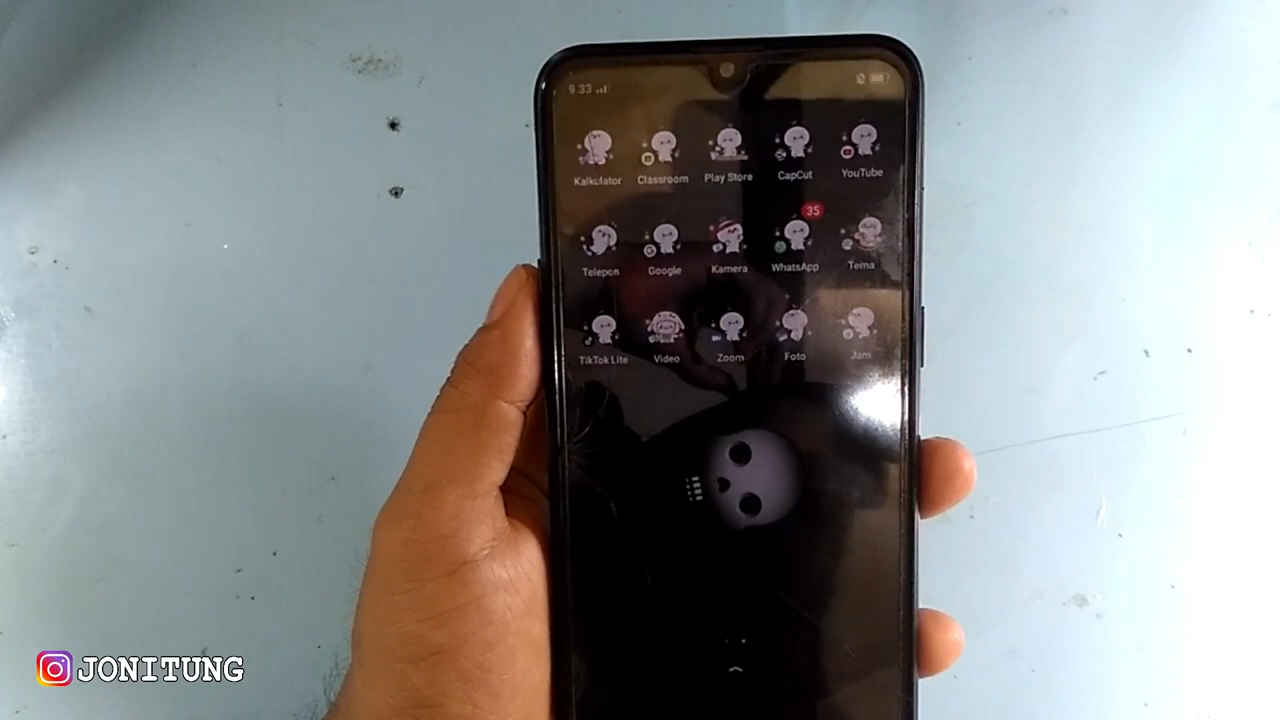 9.33
Kalkulator Classroom Play Store CapCut YouTube
35
Telepon Google Kamera WhatsApp Tema
TikTok Lite Video Zoom Foto Jam
JONITUNG